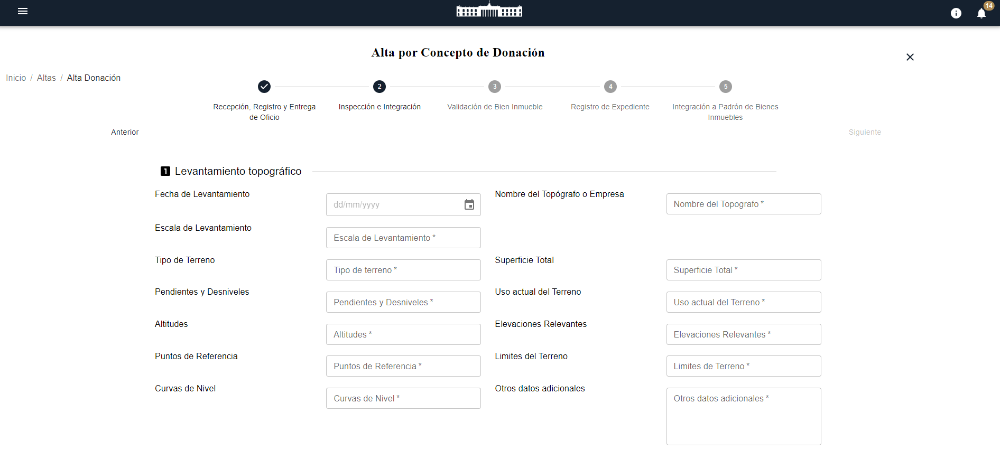 14
Alta por Concepto de Donación
Inicio / Altas / Alta Donación
2
3
4
5
Recepción, Registro y Entrega
de Oficio
Inspección e Integración
Validación de Bien Inmueble
Registro de Expediente
Integración a Padrón de Bienes
Inmuebles
Anterior
Siguiente
1 Levantamiento topográfico
Fecha de Levantamiento
dd/mm/yyyy
Nombre del Topógrafo o Empresa
Nombre del Topografo *
Escala de Levantamiento
Escala de Levantamiento *
Tipo de Terreno
Tipo de terreno *
Superficie Total
Superficie Total *
Pendientes y Desniveles
Pendientes y Desniveles *
Uso actual del Terreno
Uso actual del Terreno *
Altitudes
Altitudes *
Elevaciones Relevantes
Elevaciones Relevantes *
Puntos de Referencia
Puntos de Referencia *
Limites del Terreno
Limites de Terreno *
Curvas de Nivel
Curvas de Nivel *
Otros datos adicionales
Otros datos adicionales *